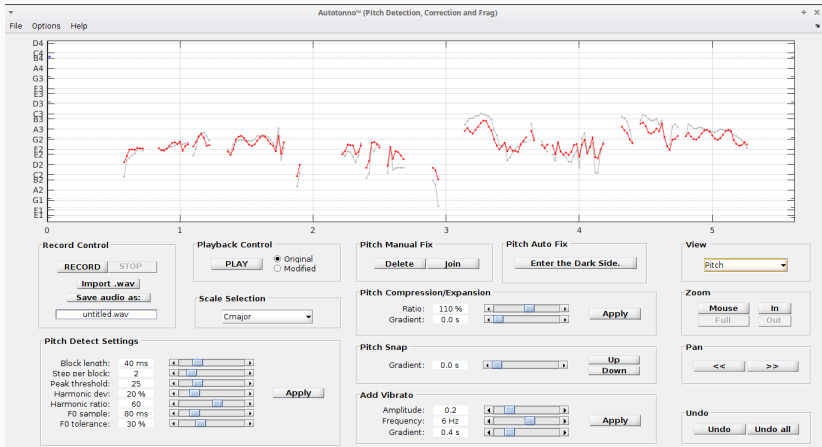 Autotonno™ (Pitch Detection, Correction and Frag)
File Options Help
D4
C4
B4
A4
G3
F3
E3
D3
C3
A3
G2
F2
E2
D2
C2
B2
A2
G1
F1
E1
0 1 2 3 4 5
Record Control
RECORD STOP
Import .wav
Save audio as:
untitled.wav
Playback Control
PLAY
Original
Modified
Scale Selection
Cmajor
Pitch Manual Fix
Delete Join
Pitch Auto Fix
Enter the Dark Side.
View
Pitch
Pitch Compression/Expansion
Ratio: 110 %
Gradient: 0.0 s
Apply
Zoom
Mouse In
Full Out
Pitch Detect Settings
Block length: 40 ms
Step per block: 2
Peak threshold: 25
Harmonic dev: 20 %
Harmonic ratio: 60
F0 sample: 80 ms
F0 tolerance: 30 %
Apply
Pitch Snap
Gradient: 0.0 s
Up
Down
Pan
<< >>
Add Vibrato
Amplitude: 0.2
Frequency: 6 Hz
Gradient: 0.4 s
Apply
Undo
Undo Undo all